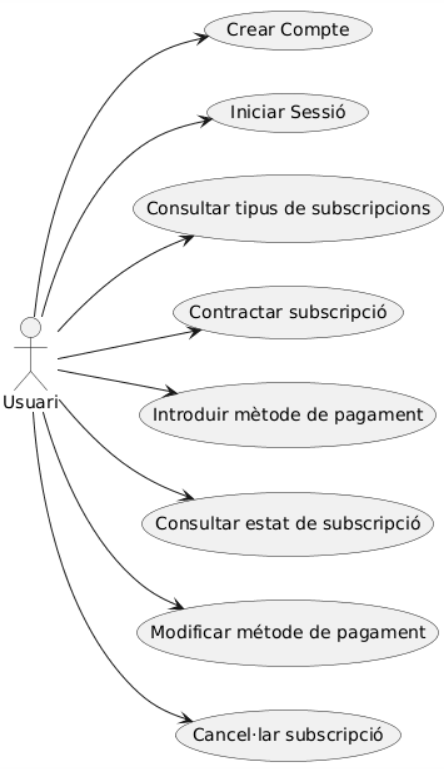 Crear Compte
Iniciar Sessió
Consultar tipus de subscripcions
Contractar subscripció
Usuari
Introduir mètode de pagament
Consultar estat de subscripció
Modificar métode de pagament
Cancel·lar subscripció